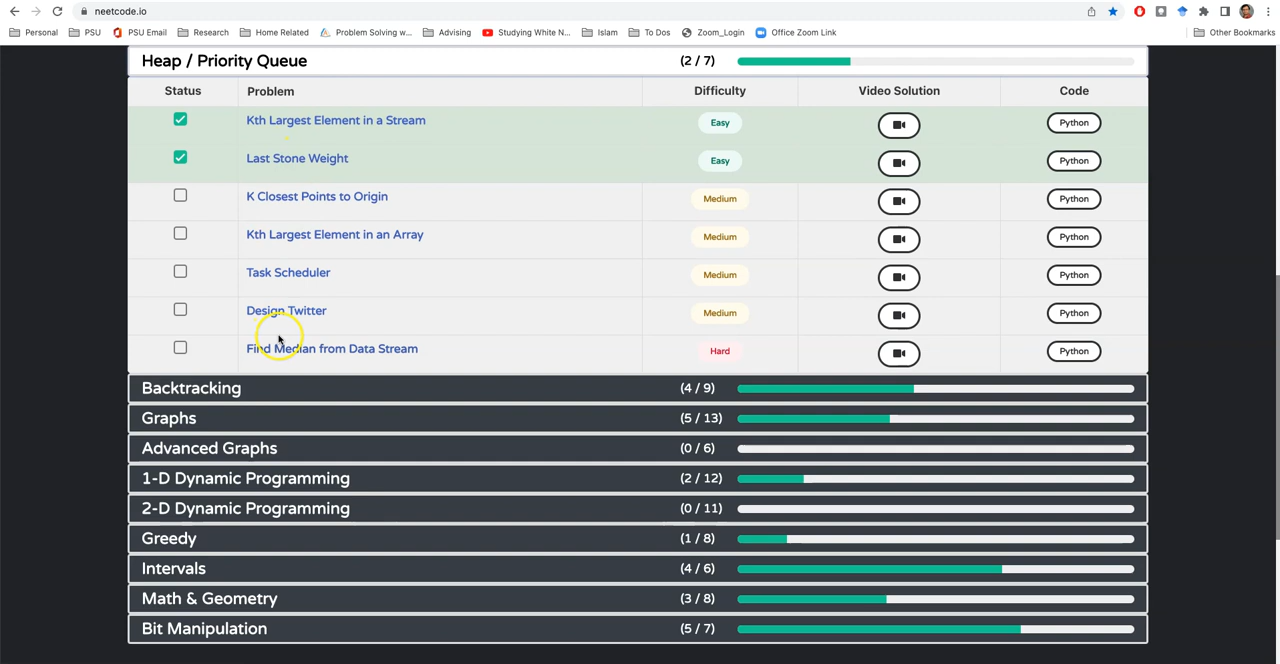 neetcode.io
Personal PSU PSU Email Research Home Related Problem Solving w... Advising Studying White N... Islam To Dos Zoom_Login Office Zoom Link Other Bookmarks
Heap / Priority Queue (2 / 7)
Status Problem Difficulty Video Solution Code
Kth Largest Element in a Stream Easy Python
Last Stone Weight Easy Python
K Closest Points to Origin Medium Python
Kth Largest Element in an Array Medium Python
Task Scheduler Medium Python
Design Twitter Medium Python
Find Median from Data Stream Hard Python
Backtracking (4 / 9)
Graphs (5 / 13)
Advanced Graphs (0 / 6)
1-D Dynamic Programming (2 / 12)
2-D Dynamic Programming (0 / 11)
Greedy (1 / 8)
Intervals (4 / 6)
Math & Geometry (3 / 8)
Bit Manipulation (5 / 7)